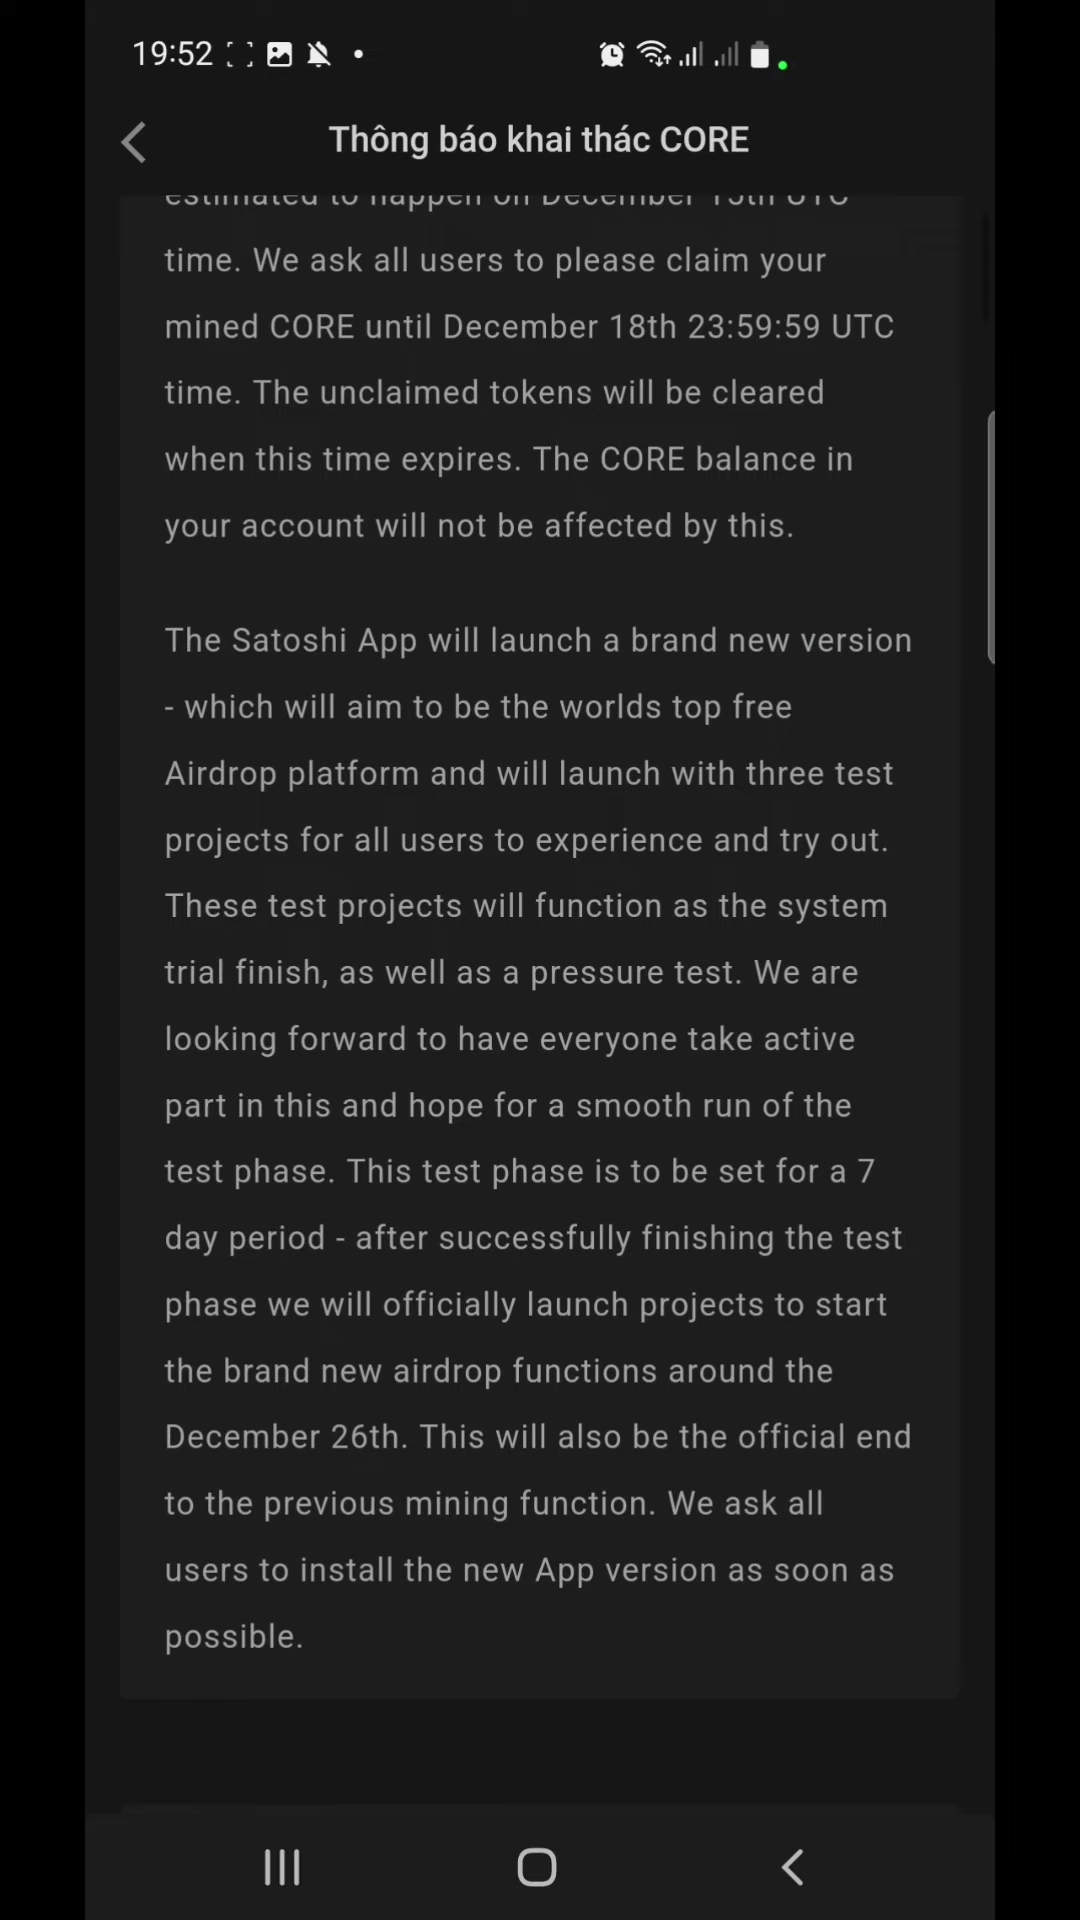 19:52
Thông báo khai thác CORE
estimated to happen on December 15th UTC
time. We ask all users to please claim your
mined CORE until December 18th 23:59:59 UTC
time. The unclaimed tokens will be cleared
when this time expires. The CORE balance in
your account will not be affected by this.
The Satoshi App will launch a brand new version
- which will aim to be the worlds top free
Airdrop platform and will launch with three test
projects for all users to experience and try out.
These test projects will function as the system
trial finish, as well as a pressure test. We are
looking forward to have everyone take active
part in this and hope for a smooth run of the
test phase. This test phase is to be set for a 7
day period - after successfully finishing the test
phase we will officially launch projects to start
the brand new airdrop functions around the
December 26th. This will also be the official end
to the previous mining function. We ask all
users to install the new App version as soon as
possible.